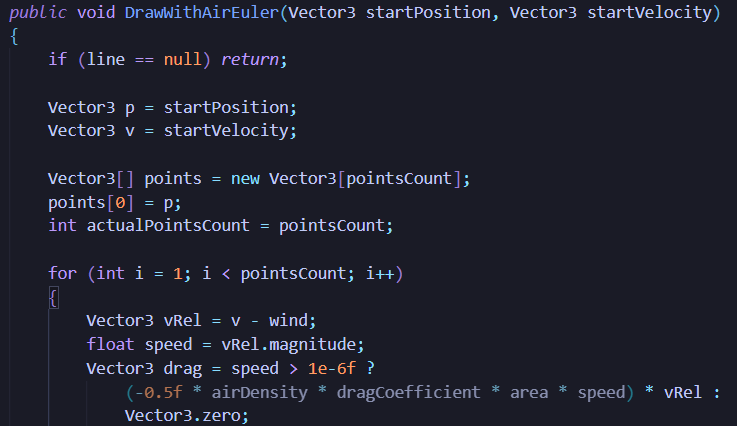 public void DrawWithAirEuler(Vector3 startPosition, Vector3 startVelocity)
{
if (line == null) return;
Vector3 p = startPosition;
Vector3 v = startVelocity;
Vector3[] points = new Vector3[pointsCount];
points[0] = p;
int actualPointsCount = pointsCount;
for (int i = 1; i < pointsCount; i++)
{
Vector3 vRel = v - wind;
float speed = vRel.magnitude;
Vector3 drag = speed > 1e-6f ?
(-0.5f * airDensity * dragCoefficient * area * speed) * vRel :
Vector3.zero;